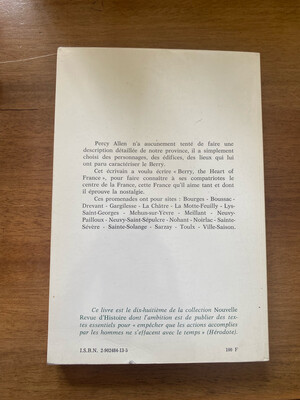 Percy Allen n'a aucunement tenté de faire une
description détaillée de notre province, il a simplement
choisi des personnages, des édifices, des lieux qui lui
ont paru caractériser le Berry.
Cet écrivain a voulu écrire « Berry, the Heart of
France », pour faire connaître à ses compatriotes le
centre de la France, cette France qu'il aime tant et dont
il éprouve la nostalgie.
Ces promenades ont pour sites : Bourges - Boussac -
Drevant - Gargilesse - La Châtre - La Motte-Feuilly - Lys-
Saint-Georges - Mehun-sur-Yèvre - Meillant - Neuvy-
Pailloux - Neuvy-Saint-Sépulcre - Nohant - Noirlac - Sainte-
Sévère - Sainte-Solange - Sarzay - Toulx - Ville-Saison.
Ce livre est le dix-huitième de la collection Nouvelle
Revue d'Histoire dont l'ambition est de publier des tex-
tes essentiels pour « empêcher que les actions accomplies
par les hommes ne s'effacent avec le temps » (Hérodote).
I.S.B.N. 2-903484-13-5
100 F